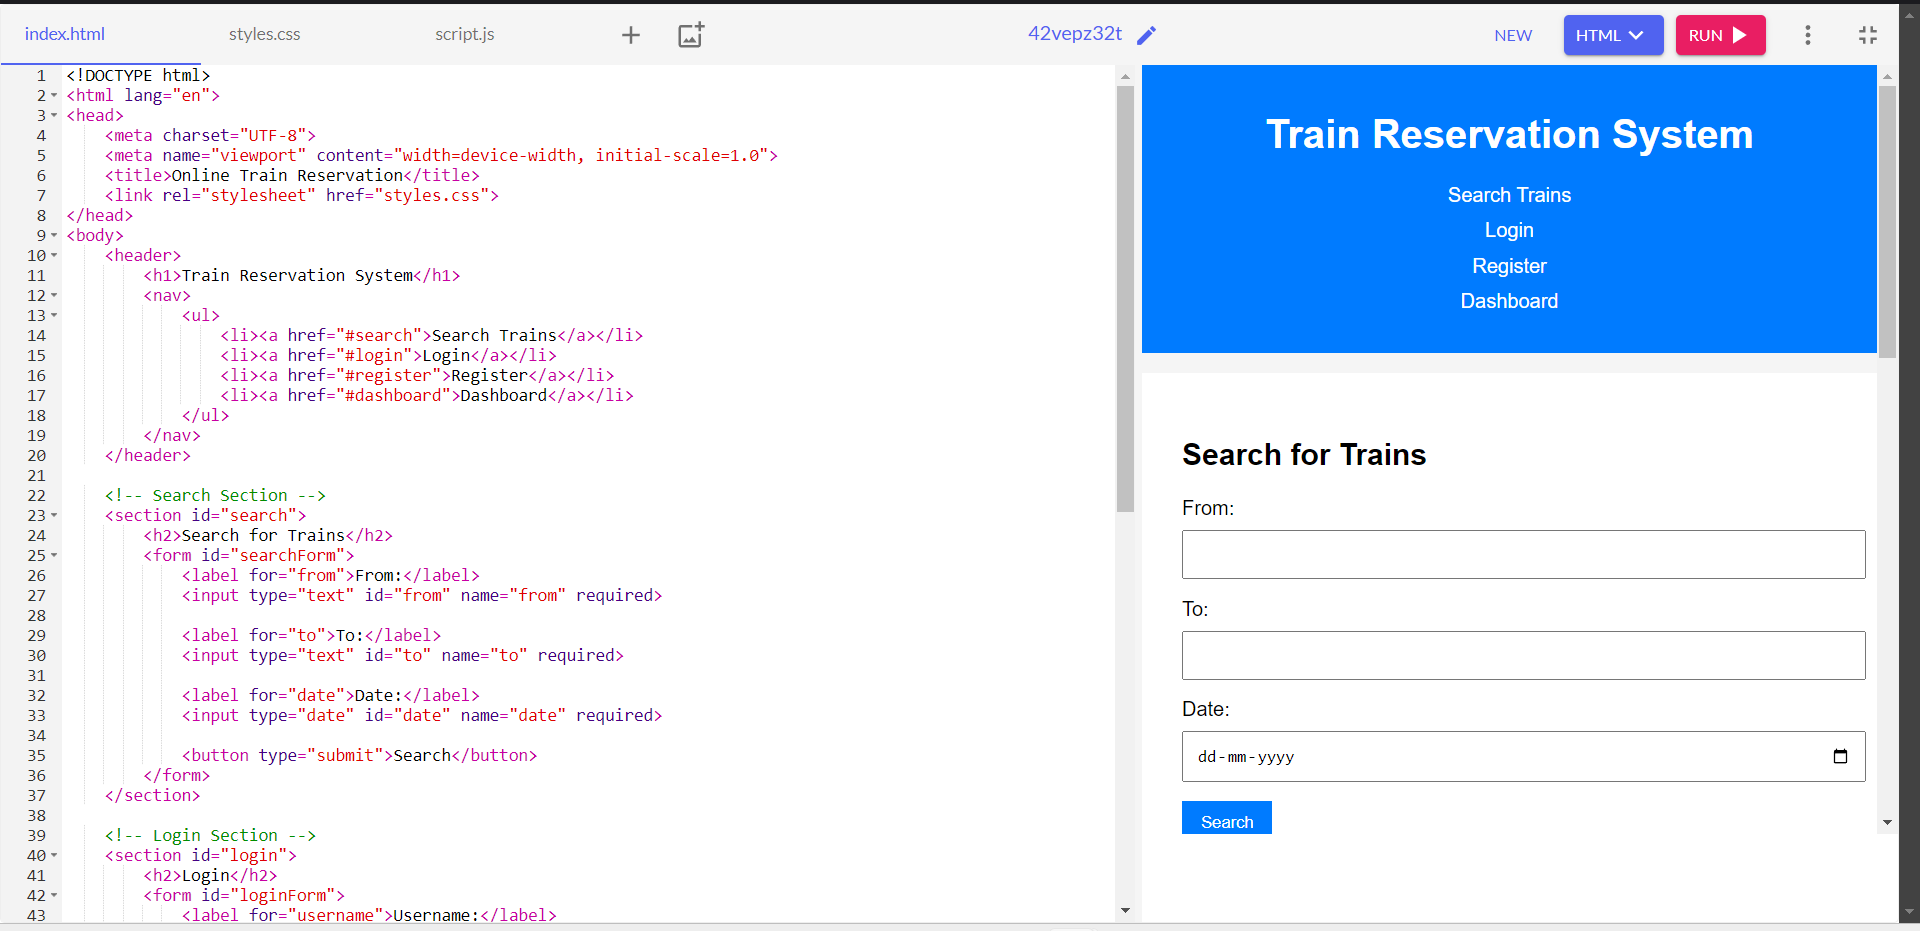 index.html styles.css script.js 42vepz32t NEW HTML RUN
1 <!DOCTYPE html>
2 <html lang="en">
3 <head>
4 <meta charset="UTF-8">
5 <meta name="viewport" content="width=device-width, initial-scale=1.0">
6 <title>Online Train Reservation</title>
7 <link rel="stylesheet" href="styles.css">
8 </head>
9 <body>
10 <header>
11 <h1>Train Reservation System</h1>
12 <nav>
13 <ul>
14 <li><a href="#search">Search Trains</a></li>
15 <li><a href="#login">Login</a></li>
16 <li><a href="#register">Register</a></li>
17 <li><a href="#dashboard">Dashboard</a></li>
18 </ul>
19 </nav>
20 </header>
21
22 <!-- Search Section -->
23 <section id="search">
24 <h2>Search for Trains</h2>
25 <form id="searchForm">
26 <label for="from">From:</label>
27 <input type="text" id="from" name="from" required>
28
29 <label for="to">To:</label>
30 <input type="text" id="to" name="to" required>
31
32 <label for="date">Date:</label>
33 <input type="date" id="date" name="date" required>
34
35 <button type="submit">Search</button>
36 </form>
37 </section>
38
39 <!-- Login Section -->
40 <section id="login">
41 <h2>Login</h2>
42 <form id="loginForm">
43 <label for="username">Username:</label>
Train Reservation System
Search Trains
Login
Register
Dashboard
Search for Trains
From:
To:
Date:
dd-mm-yyyy
Search